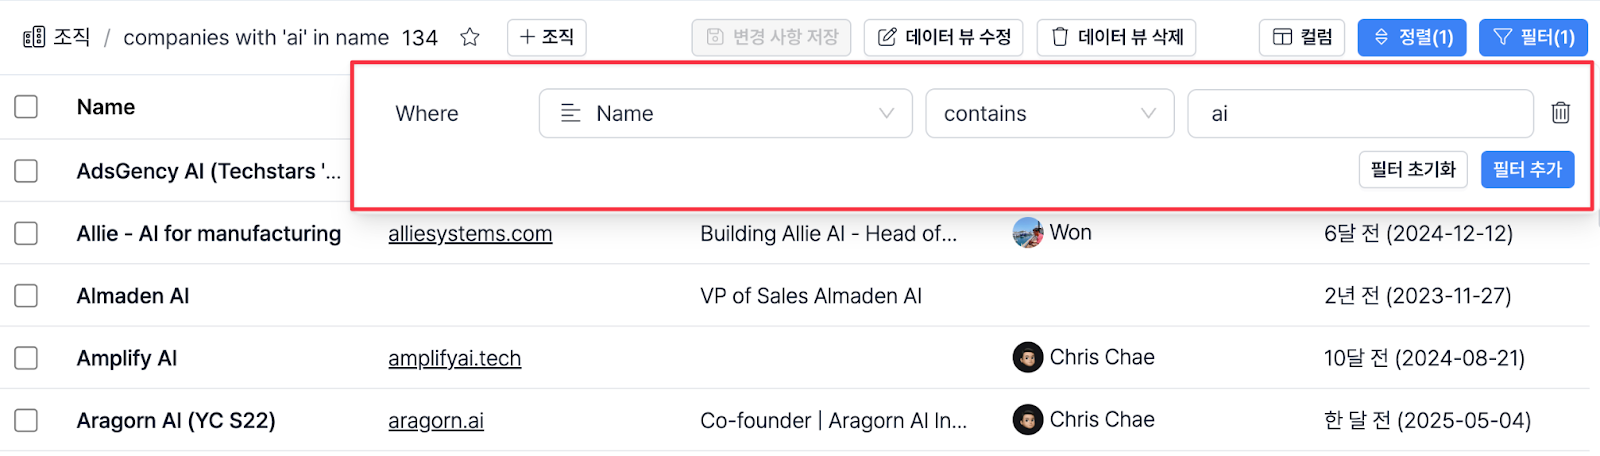 조직 / companies with 'ai' in name 134 + 조직 변경 사항 저장 데이터 뷰 수정 데이터 뷰 삭제 컬럼 정렬(1) 필터(1)
Name
Where Name contains ai
필터 초기화 필터 추가
AdsGency AI (Techstars '...
Allie - AI for manufacturing alliesystems.com Building Allie AI - Head of... Won 6달 전 (2024-12-12)
Almaden AI VP of Sales Almaden AI 2년 전 (2023-11-27)
Amplify AI amplifyai.tech Chris Chae 10달 전 (2024-08-21)
Aragorn AI (YC S22) aragorn.ai Co-founder | Aragorn AI In... Chris Chae 한 달 전 (2025-05-04)